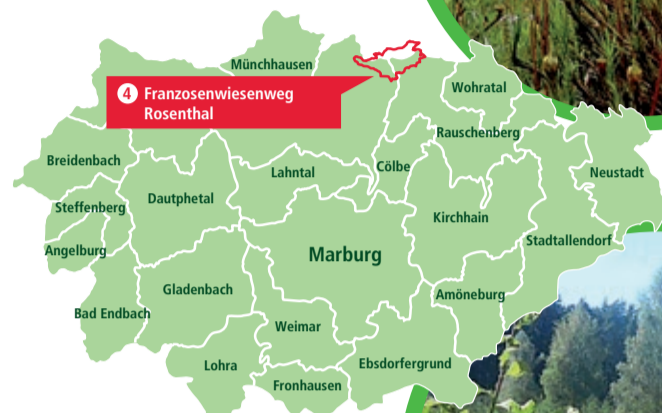 Münchhausen
4 Franzosenwiesenweg
Rosenthal
Wohratal
Rauschenberg
Breidenbach
Lahntal
Cölbe
Neustadt
Dautphetal
Steffenberg
Kirchhain
Angelburg
Marburg
Stadtallendorf
Gladenbach
Amöneburg
Bad Endbach
Weimar
Lohra
Ebsdorfergrund
Fronhausen